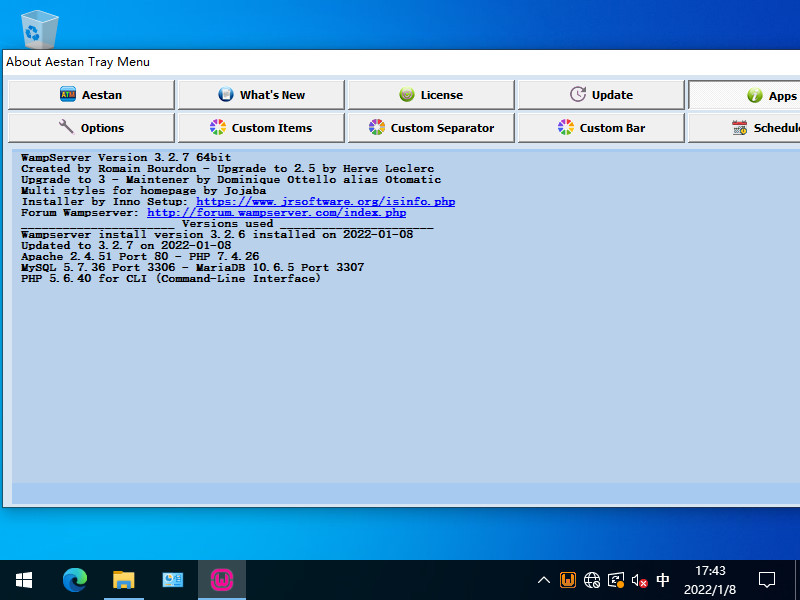 About Aestan Tray Menu
ATM Aestan
What's New
License
Update
Apps
Options
Custom Items
Custom Separator
Custom Bar
Schedule
WampServer Version 3.2.7 64bit
Created by Romain Bourdon - Upgrade to 2.5 by Herve Leclerc
Upgrade to 3 - Maintener by Dominique Ottello alias Otomatic
Multi styles for homepage by Jojaba
Installer by Inno Setup: https://www.jrsoftware.org/isinfo.php
Forum Wampserver: http://forum.wampserver.com/index.php
______________________ Versions used ______________________
Wampserver install version 3.2.6 installed on 2022-01-08
Updated to 3.2.7 on 2022-01-08
Apache 2.4.51 Port 80 - PHP 7.4.26
MySQL 5.7.36 Port 3306 - MariaDB 10.6.5 Port 3307
PHP 5.6.40 for CLI (Command-Line Interface)
中
17:43
2022/1/8